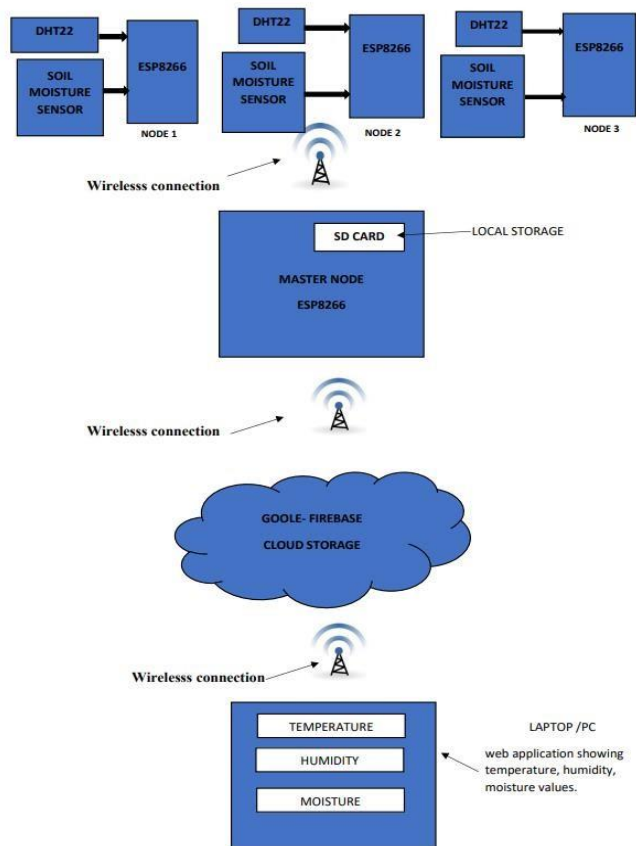 DHT22
SOIL
MOISTURE
SENSOR
ESP8266
NODE 1
DHT22
SOIL
MOISTURE
SENSOR
ESP8266
NODE 2
DHT22
SOIL
MOISTURE
SENSOR
ESP8266
NODE 3
Wirelesss connection
SD CARD
LOCAL STORAGE
MASTER NODE
ESP8266
Wirelesss connection
GOOLE- FIREBASE
CLOUD STORAGE
Wirelesss connection
TEMPERATURE
HUMIDITY
MOISTURE
LAPTOP /PC
web application showing
temperature, humidity,
moisture values.